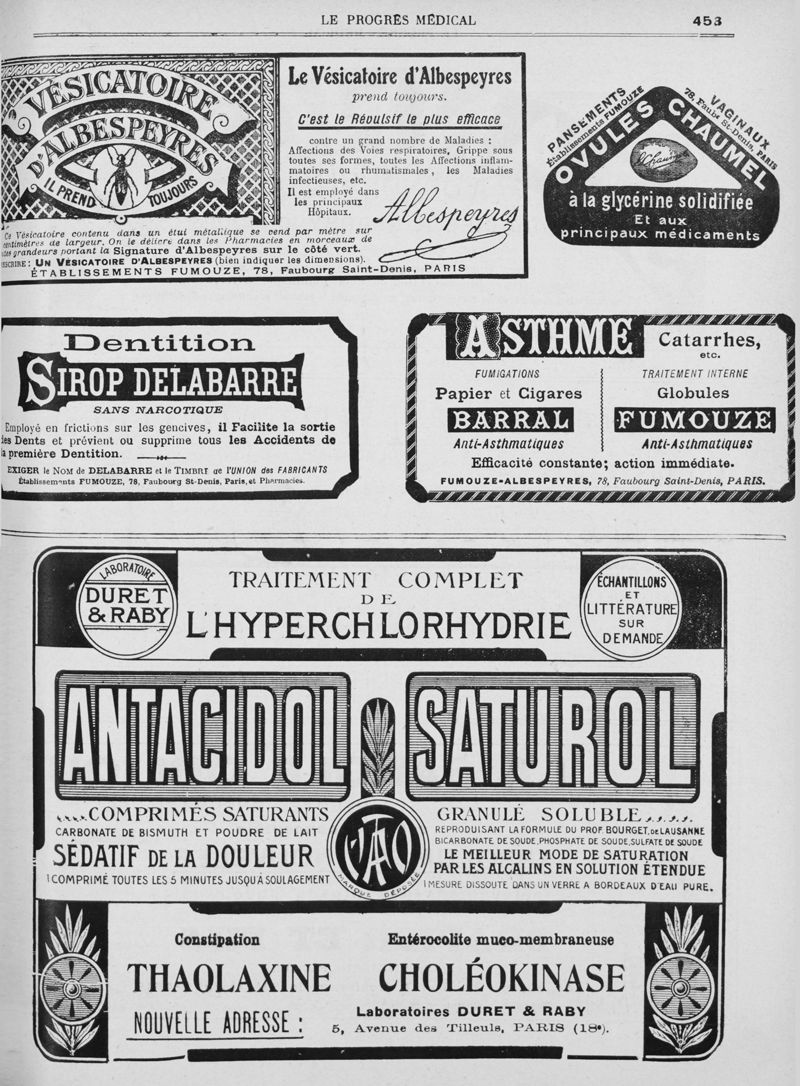 LE PROGRÈS MÉDICAL
453
VÉSICATOIRE
D'ALBESPEYRES
IL PREND TOUJOURS
Le Vésicatoire d'Albespeyres
prend toujours.
C'est le Révulsif le plus efficace
contre un grand nombre de Maladies :
Affections des Voies respiratoires, Grippe sous
toutes ses formes, toutes les Affections inflam-
matoires ou rhumatismales, les Maladies
infectieuses, etc.
Il est employé dans
les principaux
Hôpitaux.
Albespeyres
Ce Vésicatoire contenu dans un étui métallique se vend par mètre sur
centimètres de largeur. On le délivre dans les Pharmacies en morceaux de
grandeurs portant la Signature d'Albespeyres sur le côté vert.
UN VÉSICATOIRE D'ALBESPEYRES (bien indiquer les dimensions).
ÉTABLISSEMENTS FUMOUZE, 78, Faubourg Saint-Denis, PARIS
PANSEMENTS VAGINAUX
Établissements FUMOUZE 78, Faubg St-Denis, PARIS
OVULES CHAUMEL
Chaumel
à la glycérine solidifiée
Et aux
principaux médicaments
Dentition
SIROP DELABARRE
SANS NARCOTIQUE
Employé en frictions sur les gencives, il Facilite la sortie
des Dents et prévient ou supprime tous les Accidents de
la première Dentition.
EXIGER le NOM de DELABARRE et le TIMBRE de l'UNION des FABRICANTS
Établissements FUMOUZE, 78, Faubourg St-Denis, Paris, et Pharmacies.
ASTHME
Catarrhes,
etc.
FUMIGATIONS
Papier et Cigares
BARRAL
Anti-Asthmatiques
TRAITEMENT INTERNE
Globules
FUMOUZE
Anti-Asthmatiques
Efficacité constante; action immédiate.
FUMOUZE-ALBESPEYRES, 78, Faubourg Saint-Denis, PARIS.
LABORATOIRE
DURET
& RABY
TRAITEMENT COMPLET
DE
L'HYPERCHLORHYDRIE
ÉCHANTILLONS
ET
LITTÉRATURE
SUR
DEMANDE
ANTACIDOL
SATUROL
COMPRIMÉS SATURANTS
CARBONATE DE BISMUTH ET POUDRE DE LAIT
SÉDATIF DE LA DOULEUR
1 COMPRIMÉ TOUTES LES 5 MINUTES JUSQU'À SOULAGEMENT
MARQUE DÉPOSÉE
GRANULÉ SOLUBLE
REPRODUISANT LA FORMULE DU PROF. BOURGET, DE LAUSANNE
BICARBONATE DE SOUDE, PHOSPHATE DE SOUDE, SULFATE DE SOUDE
LE MEILLEUR MODE DE SATURATION
PAR LES ALCALINS EN SOLUTION ÉTENDUE
1 MESURE DISSOUTE DANS UN VERRE A BORDEAUX D'EAU PURE.
Constipation
THAOLAXINE
Entérocolite muco-membraneuse
CHOLÉOKINASE
NOUVELLE ADRESSE :
Laboratoires DURET & RABY
5, Avenue des Tilleuls, PARIS (18e).